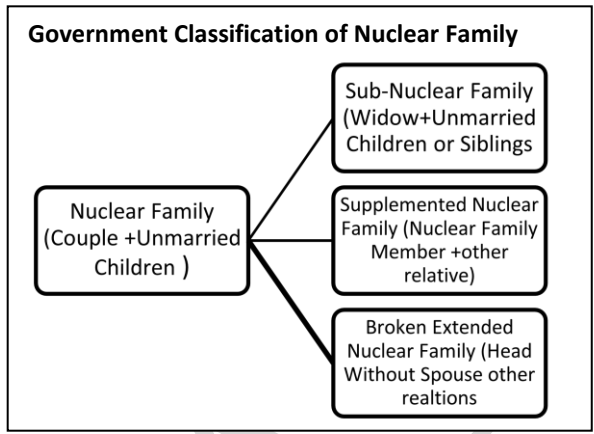 Government Classification of Nuclear Family
Nuclear Family
(Couple +Unmarried
Children )
Sub-Nuclear Family
(Widow+Unmarried
Children or Siblings
Supplemented Nuclear
Family (Nuclear Family
Member +other
relative)
Broken Extended
Nuclear Family (Head
Without Spouse other
realtions